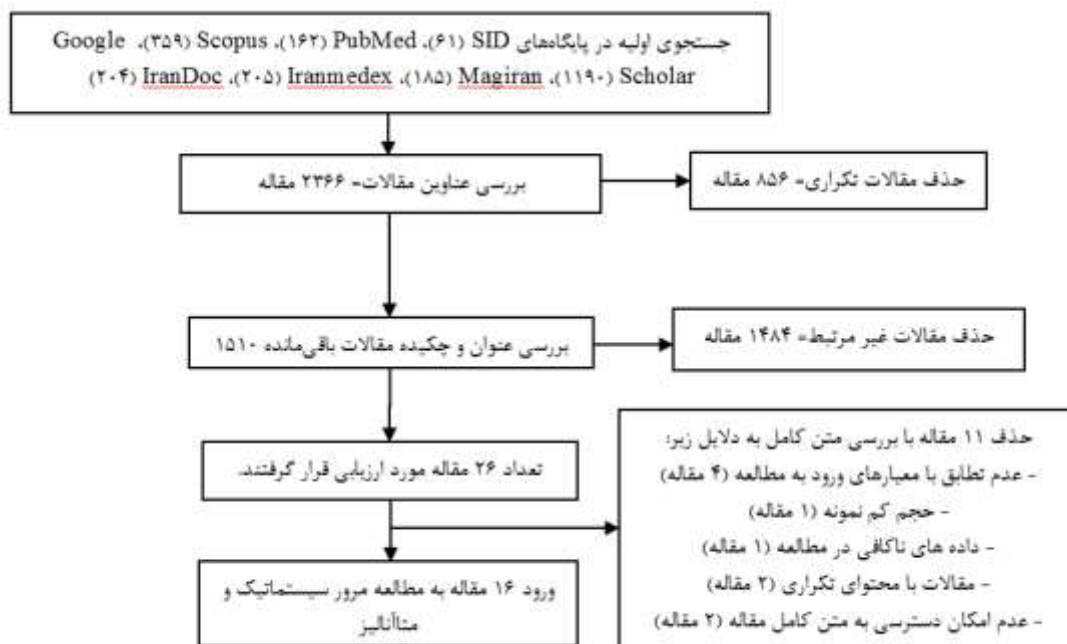 جستجوی اولیه در پایگاه‌های SID (۶۱)، PubMed (۱۶۲)، Scopus (۳۵۹)، Google
Scholar (۱۱۹۰)، Magiran (۱۸۵)، Iranmedex (۲۰۵)، IranDoc (۲۰۴)
بررسی عناوین مقالات= ۲۳۶۶ مقاله
حذف مقالات تکراری= ۸۵۶ مقاله
بررسی عنوان و چکیده مقالات باقی‌مانده ۱۵۱۰
حذف مقالات غیر مرتبط= ۱۴۸۴ مقاله
تعداد ۲۶ مقاله مورد ارزیابی قرار گرفتند.
حذف ۱۱ مقاله با بررسی متن کامل به دلایل زیر:
- عدم تطابق با معیارهای ورود به مطالعه (۴ مقاله)
- حجم کم نمونه (۱ مقاله)
- داده های ناکافی در مطالعه (۱ مقاله)
- مقالات با محتوای تکراری (۲ مقاله)
- عدم امکان دسترسی به متن کامل مقاله (۲ مقاله)
ورود ۱۶ مقاله به مطالعه مرور سیستماتیک و
متاآنالیز